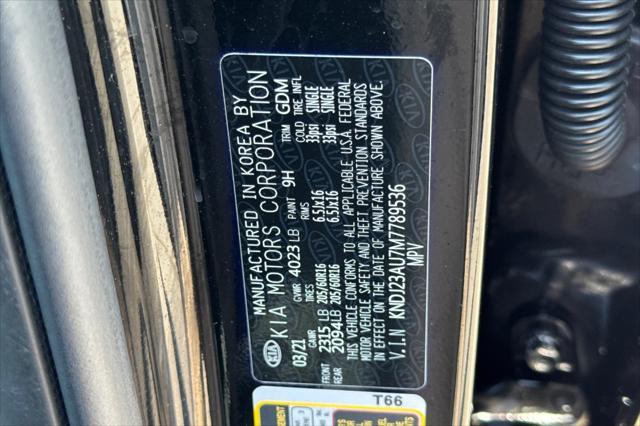 MANUFACTURED IN KOREA BY
KIA KIA MOTORS CORPORATION
03/21 GVWR 4023 LB PAINT 9H TRIM GDM
GAWR TIRES RIMS COLD TIRE INFL
FRONT 2315 LB 205/60R16 6.5Jx16 33psi SINGLE
REAR 2094 LB 205/60R16 6.5Jx16 33psi SINGLE
THIS VEHICLE CONFORMS TO ALL APPLICABLE U.S.A. FEDERAL
MOTOR VEHICLE SAFETY AND THEFT PREVENTION STANDARDS
IN EFFECT ON THE DATE OF MANUFACTURE SHOWN ABOVE.
V.I.N KNDJ23AU7M7789536
MPV
T66